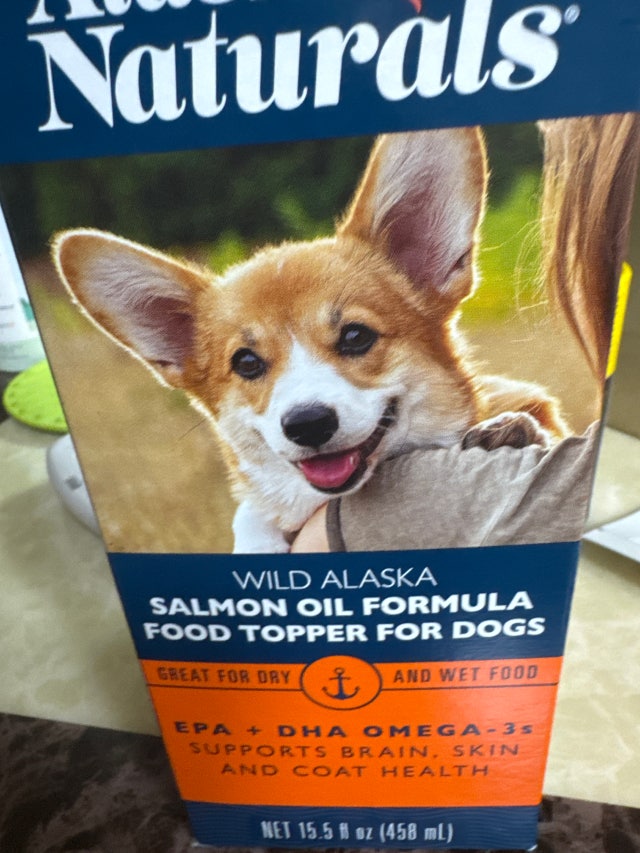 Naturals®
WILD ALASKA
SALMON OIL FORMULA
FOOD TOPPER FOR DOGS
GREAT FOR DRY AND WET FOOD
EPA + DHA OMEGA-3s
SUPPORTS BRAIN, SKIN
AND COAT HEALTH
NET 15.5 fl oz (458 mL)